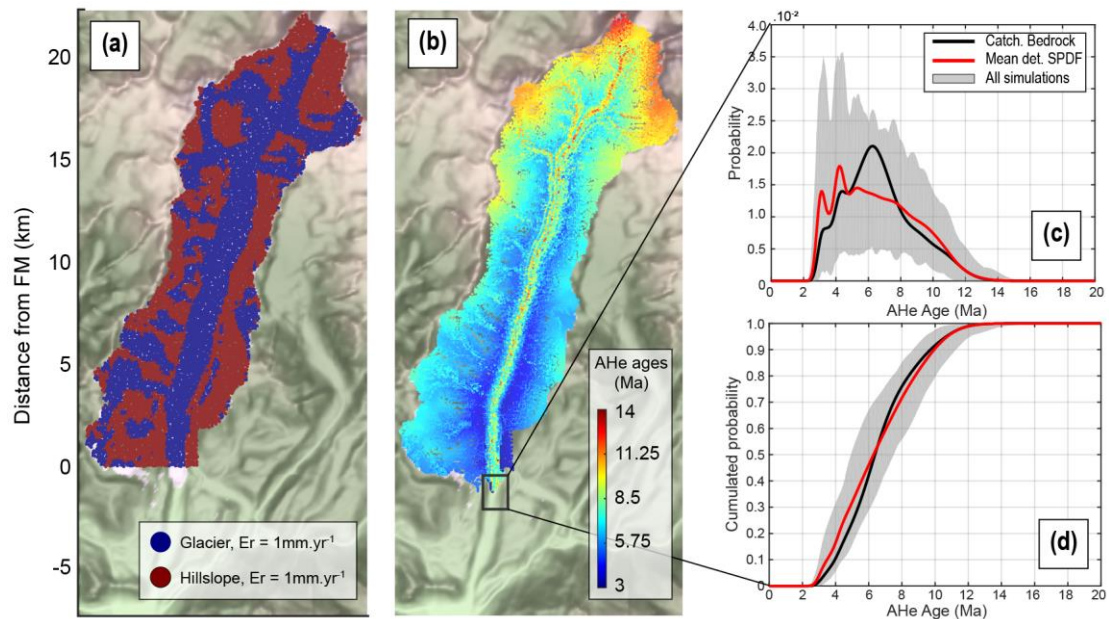 (a)
Distance from FM (km)
20
15
10
5
0
-5
Glacier, Er = 1mm.yr⁻¹
Hillslope, Er = 1mm.yr⁻¹
(b)
AHe ages
(Ma)
14
11.25
8.5
5.75
3
.10⁻²
4.0
3.5
3.0
2.5
2.0
1.5
1.0
0.5
0
Probability
Catch. Bedrock
Mean det. SPDF
All simulations
(c)
0 2 4 6 8 10 12 14 16 18 20
AHe Age (Ma)
1.0
0.9
0.8
0.7
0.6
0.5
0.4
0.3
0.2
0.1
0
Cumulated probability
(d)
0 2 4 6 8 10 12 14 16 18 20
AHe Age (Ma)